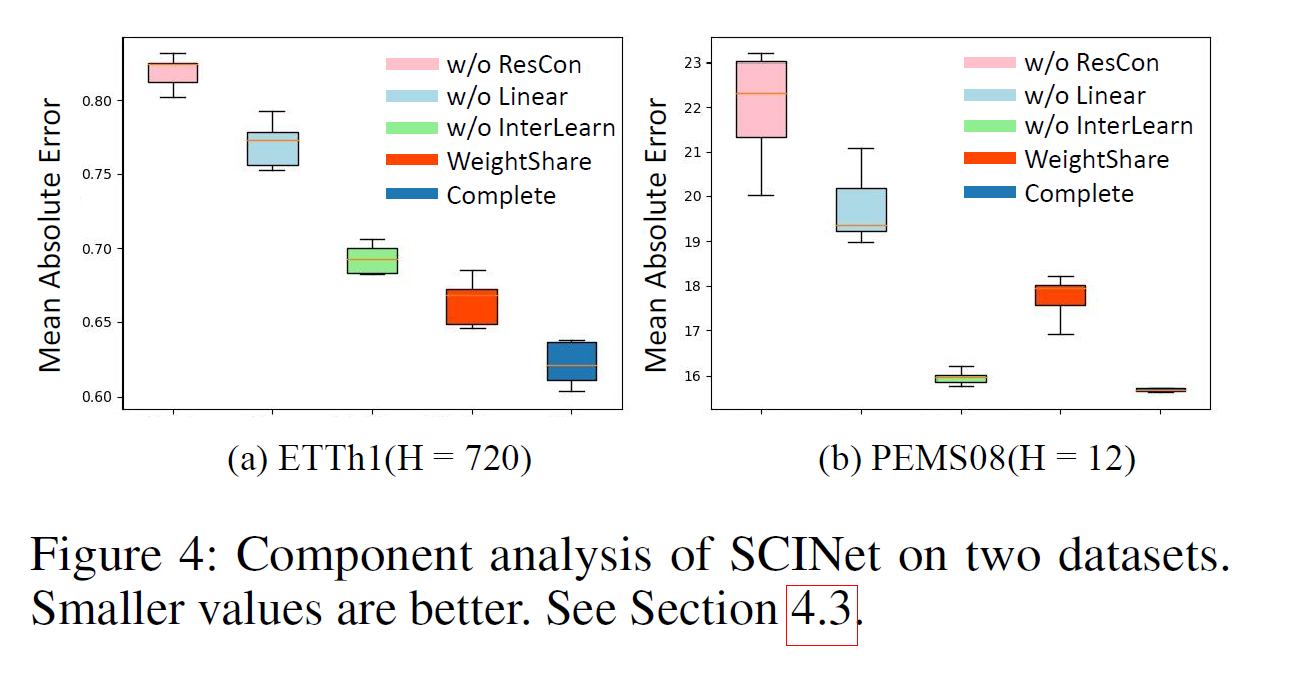 Mean Absolute Error
0.80
0.75
0.70
0.65
0.60
w/o ResCon
w/o Linear
w/o InterLearn
WeightShare
Complete
(a) ETTh1(H = 720)
Mean Absolute Error
23
22
21
20
19
18
17
16
w/o ResCon
w/o Linear
w/o InterLearn
WeightShare
Complete
(b) PEMS08(H = 12)
Figure 4: Component analysis of SCINet on two datasets.
Smaller values are better. See Section 4.3.